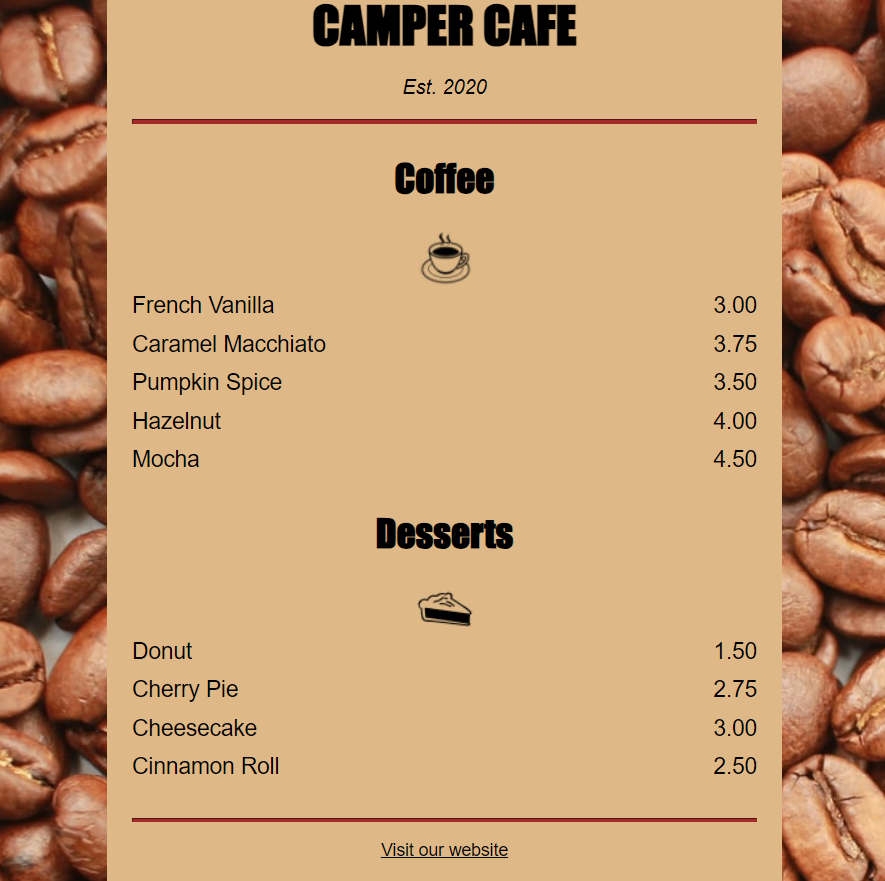 CAMPER CAFE
Est. 2020
Coffee
French Vanilla 3.00
Caramel Macchiato 3.75
Pumpkin Spice 3.50
Hazelnut 4.00
Mocha 4.50
Desserts
Donut 1.50
Cherry Pie 2.75
Cheesecake 3.00
Cinnamon Roll 2.50
Visit our website